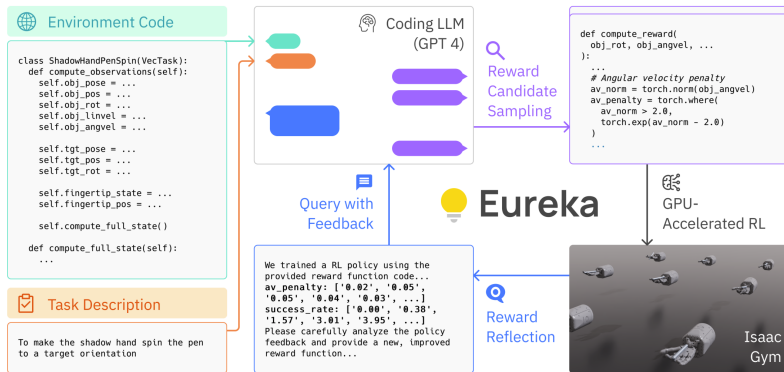 Environment Code
class ShadowHandPenSpin(VecTask):
def compute_observations(self):
self.obj_pose = ...
self.obj_pos = ...
self.obj_rot = ...
self.obj_linvel = ...
self.obj_angvel = ...
self.tgt_pose = ...
self.tgt_pos = ...
self.tgt_rot = ...
self.fingertip_state = ...
self.fingertip_pos = ...
self.compute_full_state()
def compute_full_state(self):
...
Task Description
To make the shadow hand spin the pen
to a target orientation
Coding LLM
(GPT 4)
Reward
Candidate
Sampling
def compute_reward(
obj_rot, obj_angvel, ...
):
...
# Angular velocity penalty
av_norm = torch.norm(obj_angvel)
av_penalty = torch.where(
av_norm > 2.0,
torch.exp(av_norm - 2.0)
)
...
Query with
Feedback
Eureka
GPU-
Accelerated RL
We trained a RL policy using the
provided reward function code...
av_penalty: ['0.02', '0.05',
'0.05', '0.04', '0.03', ...]
success_rate: ['0.00', '0.38',
'1.57', '3.01', '3.95', ...]
Please carefully analyze the policy
feedback and provide a new, improved
reward function...
Reward
Reflection
Isaac
Gym